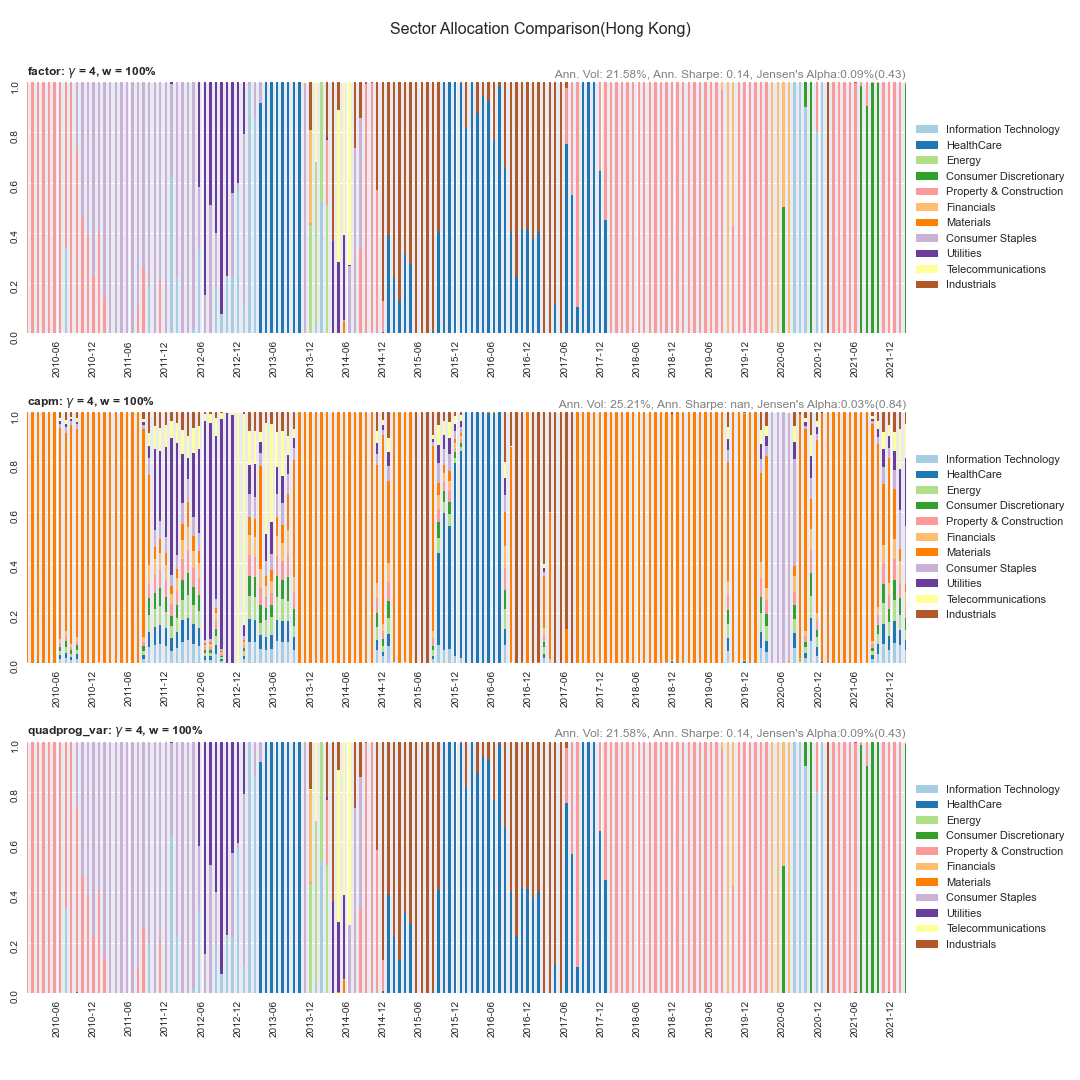 Sector Allocation Comparison(Hong Kong)
factor: γ = 4, w = 100%
Ann. Vol: 21.58%, Ann. Sharpe: 0.14, Jensen's Alpha:0.09%(0.43)
1.0
0.8
0.6
0.4
0.2
0.0
Information Technology
HealthCare
Energy
Consumer Discretionary
Property & Construction
Financials
Materials
Consumer Staples
Utilities
Telecommunications
Industrials
2010-06
2010-12
2011-06
2011-12
2012-06
2012-12
2013-06
2013-12
2014-06
2014-12
2015-06
2015-12
2016-06
2016-12
2017-06
2017-12
2018-06
2018-12
2019-06
2019-12
2020-06
2020-12
2021-06
2021-12
capm: γ = 4, w = 100%
Ann. Vol: 25.21%, Ann. Sharpe: nan, Jensen's Alpha:0.03%(0.84)
1.0
0.8
0.6
0.4
0.2
0.0
Information Technology
HealthCare
Energy
Consumer Discretionary
Property & Construction
Financials
Materials
Consumer Staples
Utilities
Telecommunications
Industrials
2010-06
2010-12
2011-06
2011-12
2012-06
2012-12
2013-06
2013-12
2014-06
2014-12
2015-06
2015-12
2016-06
2016-12
2017-06
2017-12
2018-06
2018-12
2019-06
2019-12
2020-06
2020-12
2021-06
2021-12
quadprog_var: γ = 4, w = 100%
Ann. Vol: 21.58%, Ann. Sharpe: 0.14, Jensen's Alpha:0.09%(0.43)
1.0
0.8
0.6
0.4
0.2
0.0
Information Technology
HealthCare
Energy
Consumer Discretionary
Property & Construction
Financials
Materials
Consumer Staples
Utilities
Telecommunications
Industrials
2010-06
2010-12
2011-06
2011-12
2012-06
2012-12
2013-06
2013-12
2014-06
2014-12
2015-06
2015-12
2016-06
2016-12
2017-06
2017-12
2018-06
2018-12
2019-06
2019-12
2020-06
2020-12
2021-06
2021-12